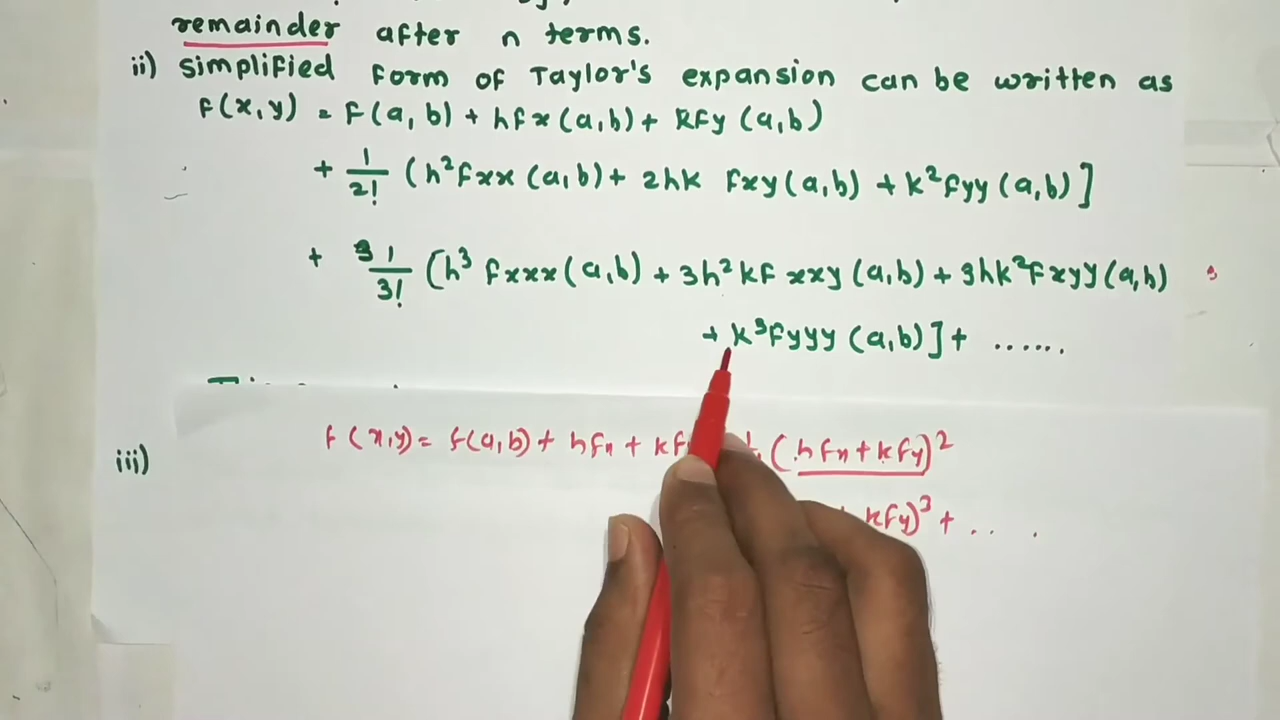 remainder after n terms.
ii) simplified form of Taylor's expansion can be written as
f(x,y) = f(a,b) + hfx(a,b) + kfy(a,b)
+ 1/2! (h²fxx(a,b) + 2hk fxy(a,b) + k²fyy(a,b)]
+ 1/3! (h³ fxxx(a,b) + 3h²kf xxy(a,b) + 3hk²fxyy(a,b)
+ k³fyyy(a,b)] + ......
iii) f(x,y) = f(a,b) + hfx + kf (hfx + kfy)²
kfy)³ + ...